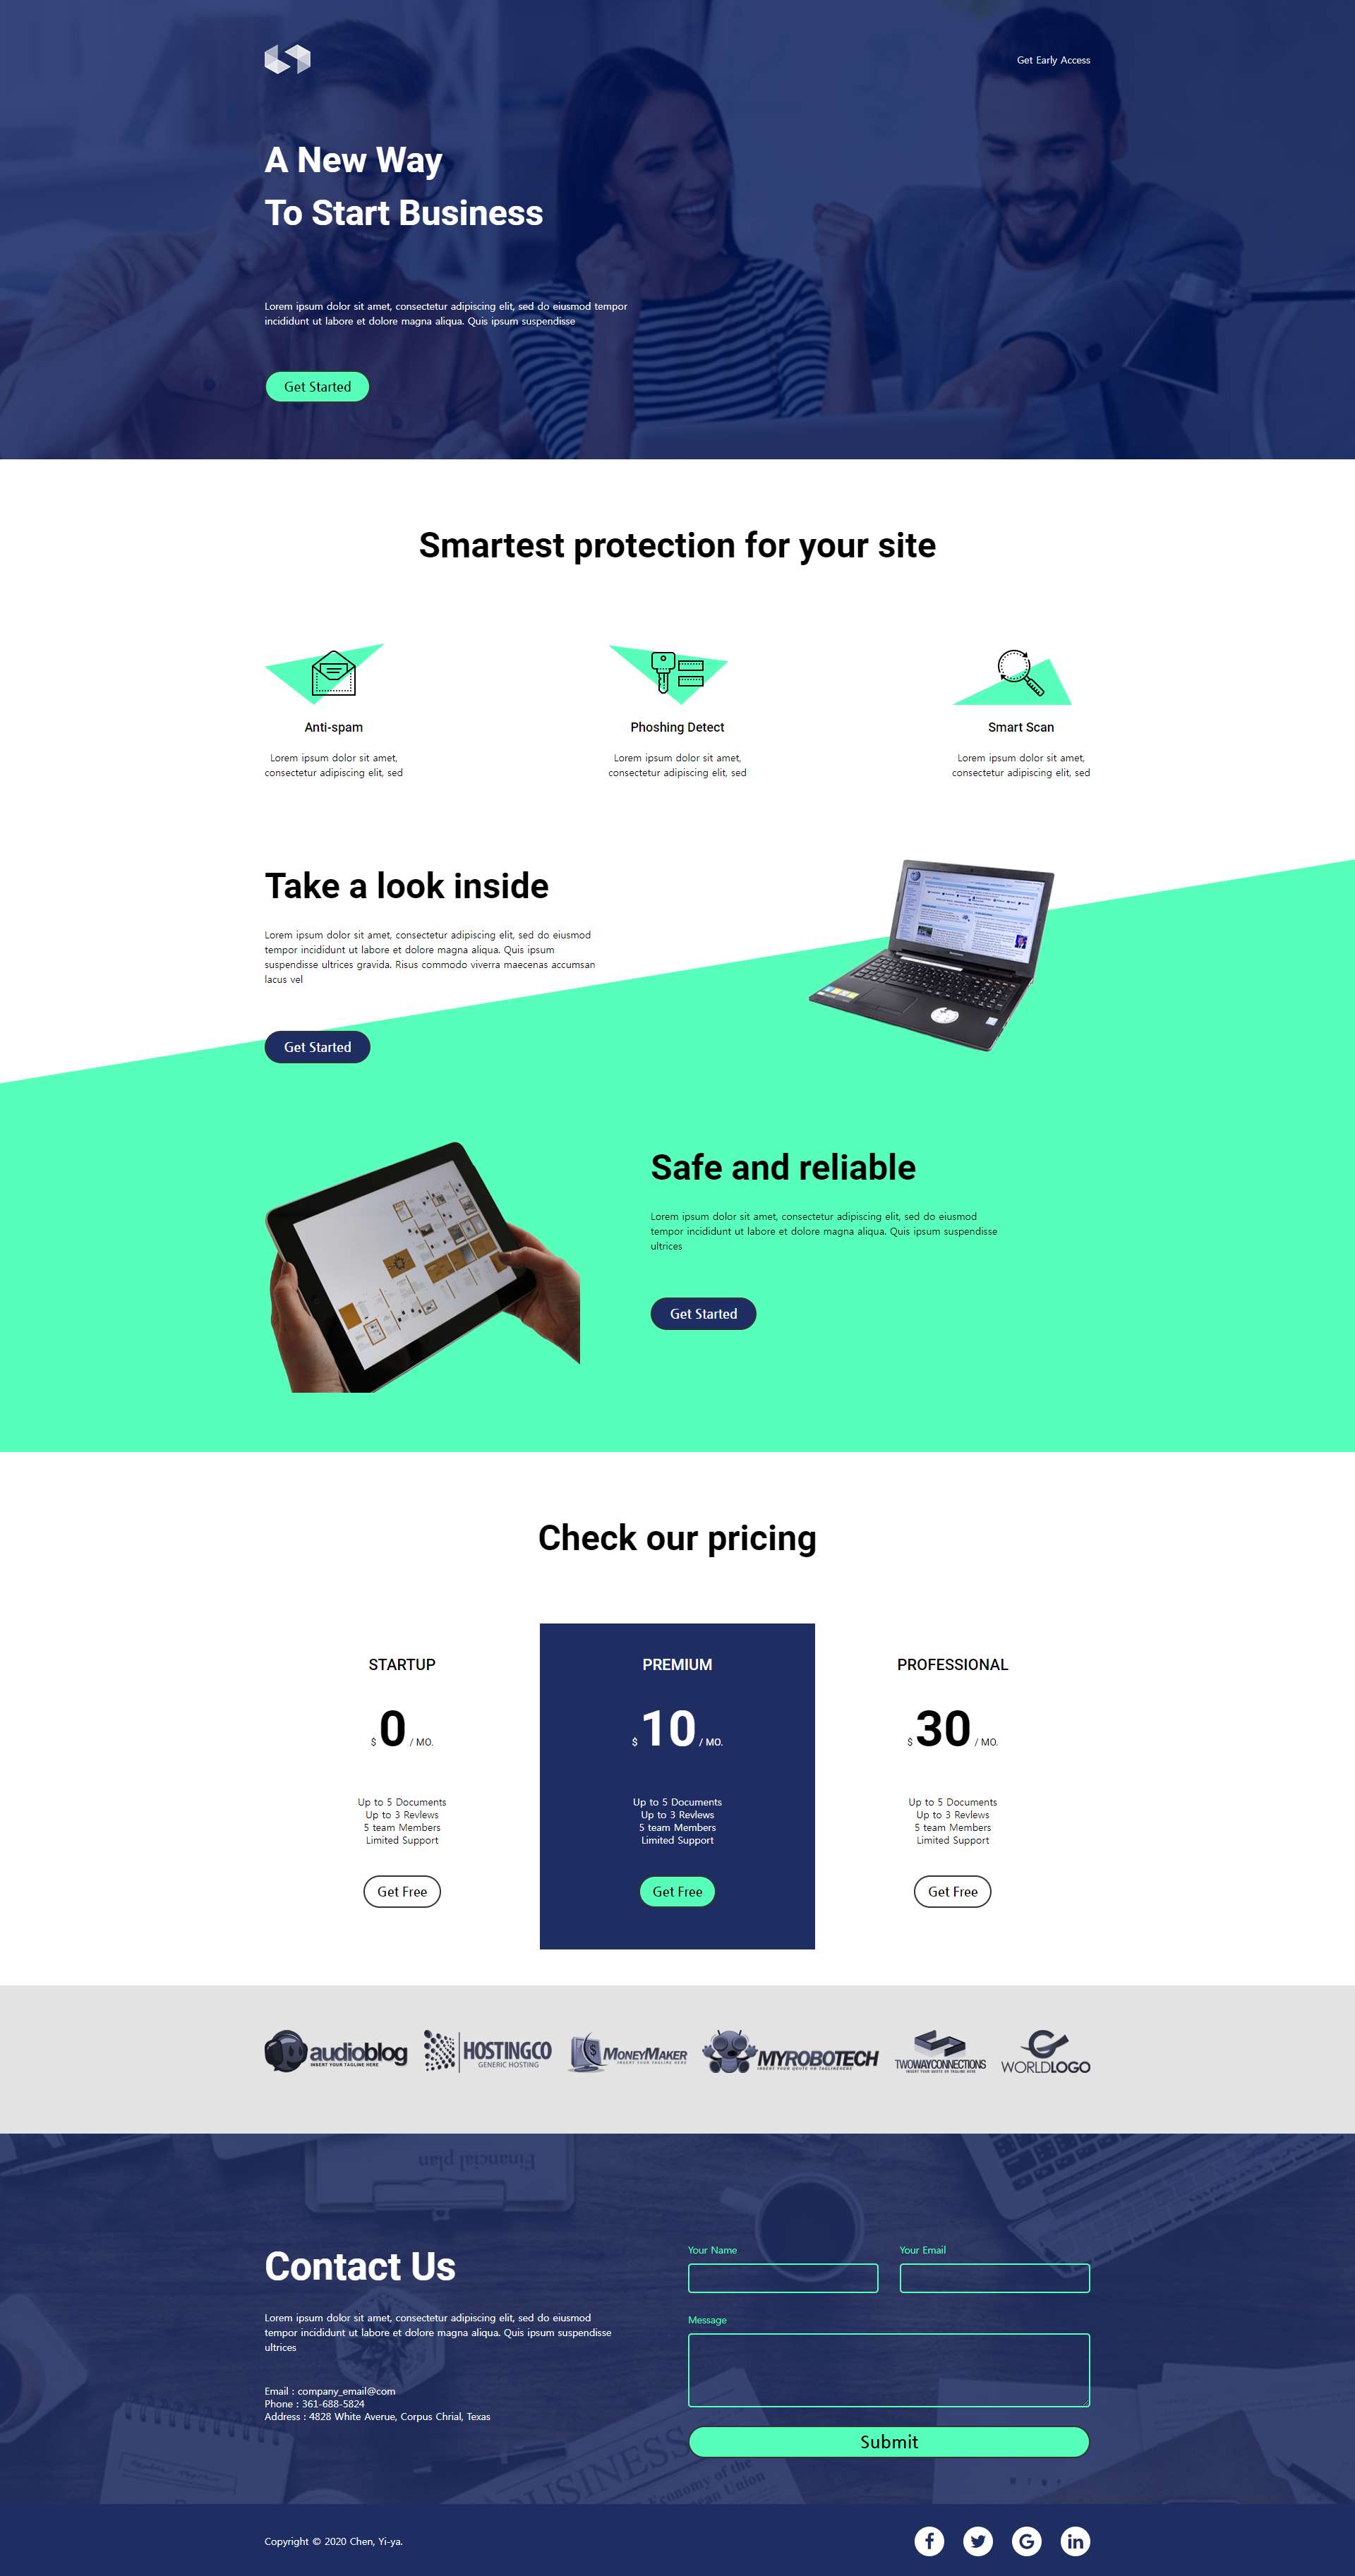 Get Early Access
A New Way
To Start Business
Lorem ipsum dolor sit amet, consectetur adipiscing elit, sed do eiusmod tempor
incididunt ut labore et dolore magna aliqua. Quis ipsum suspendisse
Get Started
Smartest protection for your site
Anti-spam
Lorem ipsum dolor sit amet,
consectetur adipiscing elit, sed
Phoshing Detect
Lorem ipsum dolor sit amet,
consectetur adipiscing elit, sed
Smart Scan
Lorem ipsum dolor sit amet,
consectetur adipiscing elit, sed
Take a look inside
Lorem ipsum dolor sit amet, consectetur adipiscing elit, sed do eiusmod
tempor incididunt ut labore et dolore magna aliqua. Quis ipsum
suspendisse ultrices gravida. Risus commodo viverra maecenas accumsan
lacus vel
Get Started
Safe and reliable
Lorem ipsum dolor sit amet, consectetur adipiscing elit, sed do eiusmod
tempor incididunt ut labore et dolore magna aliqua. Quis ipsum suspendisse
ultrices
Get Started
Check our pricing
STARTUP
$ 0 / MO.
Up to 5 Documents
Up to 3 Revlews
5 team Members
Limited Support
Get Free
PREMIUM
$ 10 / MO.
Up to 5 Documents
Up to 3 Revlews
5 team Members
Limited Support
Get Free
PROFESSIONAL
$ 30 / MO.
Up to 5 Documents
Up to 3 Revlews
5 team Members
Limited Support
Get Free
audioblog
INSERT YOUR TAGLINE HERE
HOSTINGCO
GENERIC HOSTING
MONEYMAKER
INSERT YOUR TAGLINE HERE
MYROBOTECH
INSERT YOUR QUOTE OR TAGLINEHERE
TWOWAYCONNECTIONS
INSERT YOUR QUOTE OR TAGLINE HERE
WORLDLOGO
Financial plan
Contact Us
Lorem ipsum dolor sit amet, consectetur adipiscing elit, sed do eiusmod
tempor incididunt ut labore et dolore magna aliqua. Quis ipsum suspendisse
ultrices
Email : company_email@com
Phone : 361-688-5824
Address : 4828 White Averue, Corpus Chrial, Texas
Your Name
Your Email
Message
Submit
BUSINESS
Economy of the
Union
Copyright © 2020 Chen, Yi-ya.